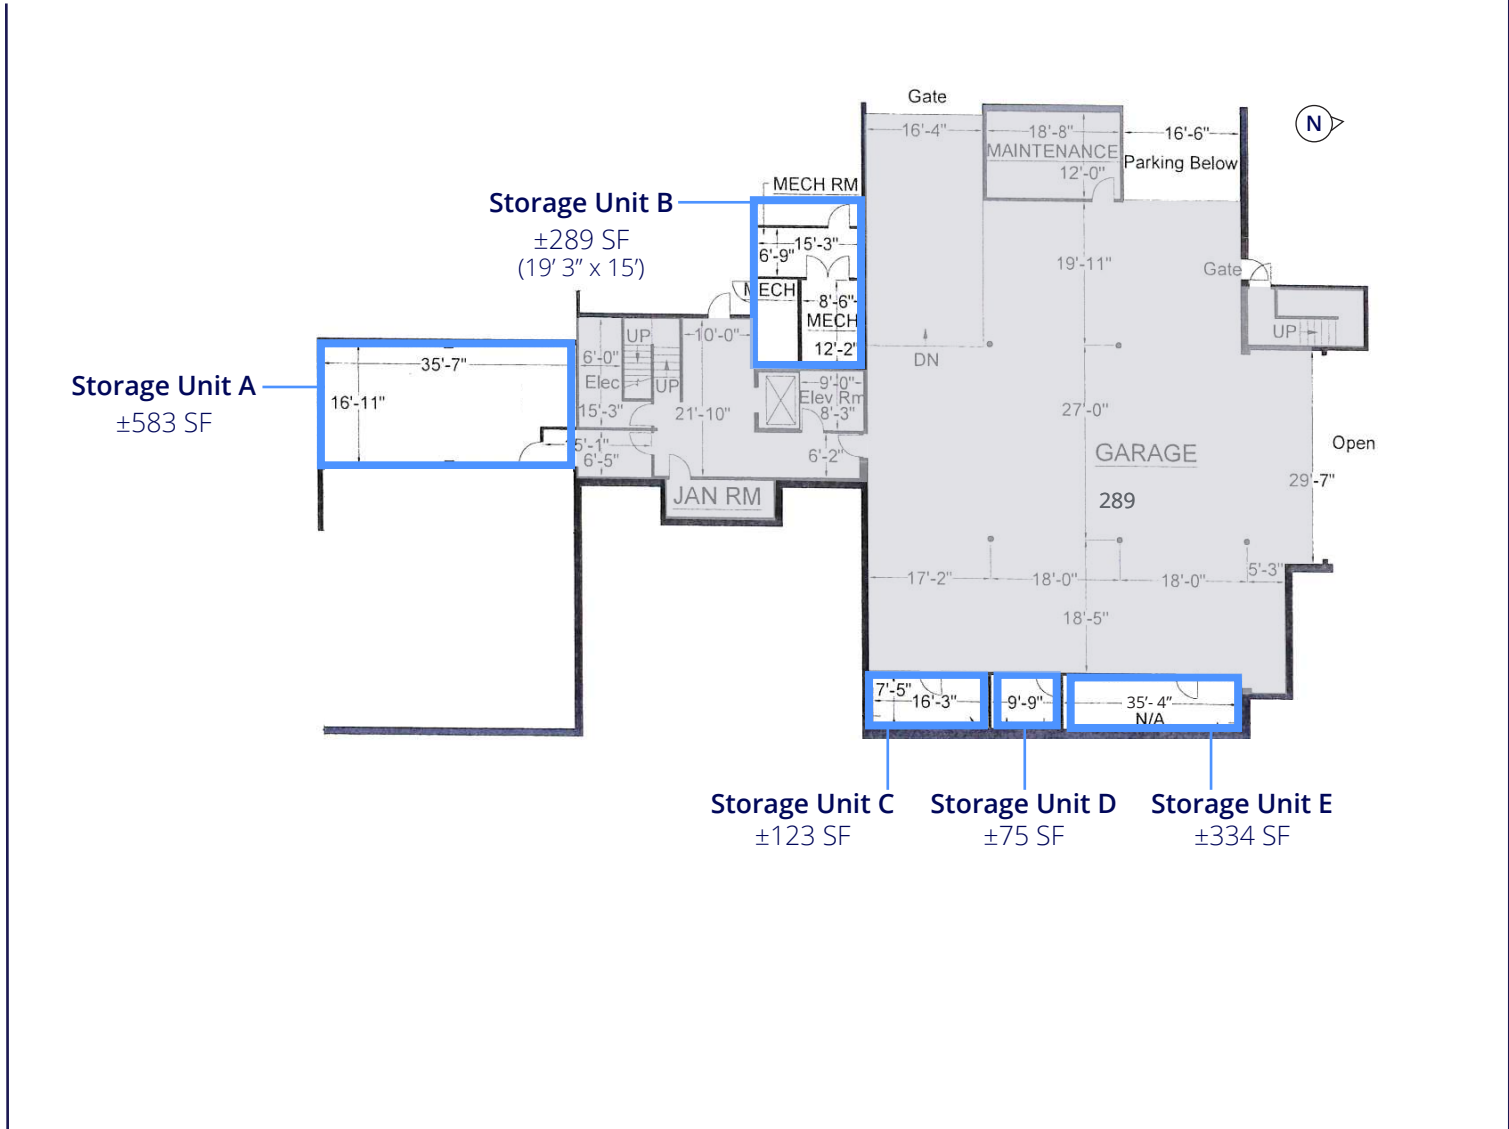 Gate
N
16'-4"
18'-8"
16'-6"
MAINTENANCE
Parking Below
12'-0"
MECH RM
Storage Unit B
±289 SF
(19’ 3” x 15’)
15'-3"
6'-9"
19'-11"
Gate
MECH
8'-6"
MECH
12'-2"
UP
10'-0"
UP
DN
6'-0"
Elec
UP
35'-7"
Storage Unit A
±583 SF
16'-11"
9'-0"
Elev Rm
8'-3"
15'-3"
21'-10"
27'-0"
5'-1"
6'-5"
6'-2"
GARAGE
Open
29'-7"
JAN RM
289
17'-2"
18'-0"
18'-0"
5'-3"
18'-5"
7'-5"
16'-3"
9'-9"
35’- 4”
N/A
Storage Unit C
±123 SF
Storage Unit D
±75 SF
Storage Unit E
±334 SF